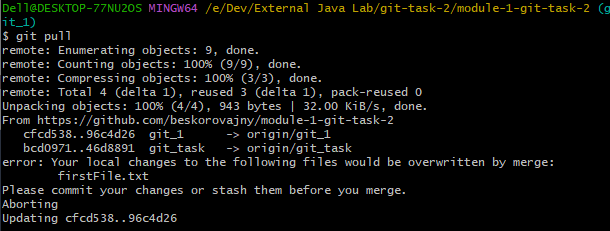 Dell@DESKTOP-77NU2OS MINGW64 /e/Dev/External Java Lab/git-task-2/module-1-git-task-2 (g
it_1)
$ git pull
remote: Enumerating objects: 9, done.
remote: Counting objects: 100% (9/9), done.
remote: Compressing objects: 100% (3/3), done.
remote: Total 4 (delta 1), reused 3 (delta 1), pack-reused 0
Unpacking objects: 100% (4/4), 943 bytes | 32.00 KiB/s, done.
From https://github.com/beskorovajny/module-1-git-task-2
   cfcd538..96c4d26  git_1      -> origin/git_1
   bcd0971..46d8891  git_task   -> origin/git_task
error: Your local changes to the following files would be overwritten by merge:
        firstFile.txt
Please commit your changes or stash them before you merge.
Aborting
Updating cfcd538..96c4d26